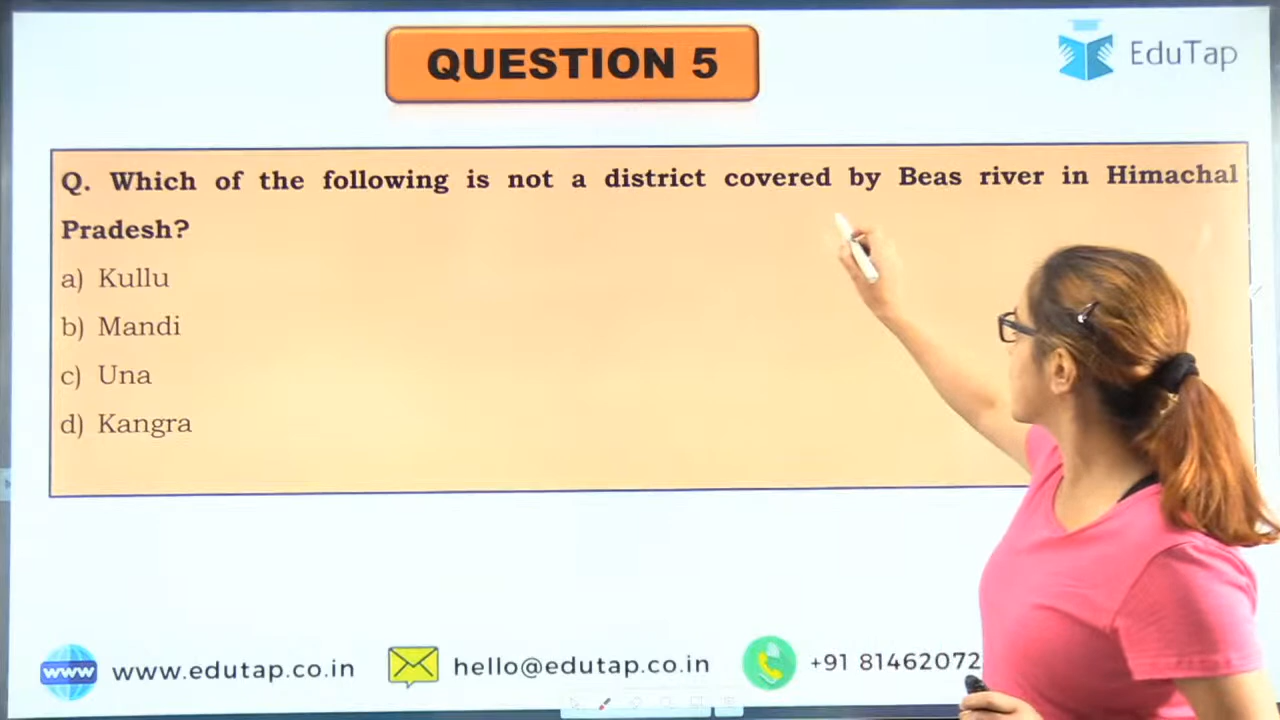 QUESTION 5
EduTap
Q. Which of the following is not a district covered by Beas river in Himachal
Pradesh?
a) Kullu
b) Mandi
c) Una
d) Kangra
www www.edutap.co.in
hello@edutap.co.in
+91 81462072